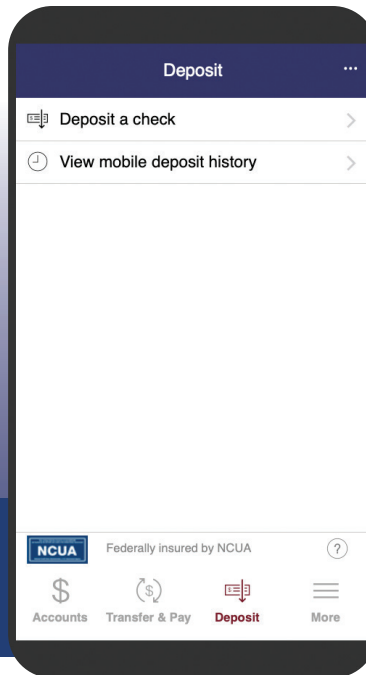 Deposit
Deposit a check
View mobile deposit history
NCUA
Federally insured by NCUA
?
Accounts
Transfer & Pay
Deposit
More